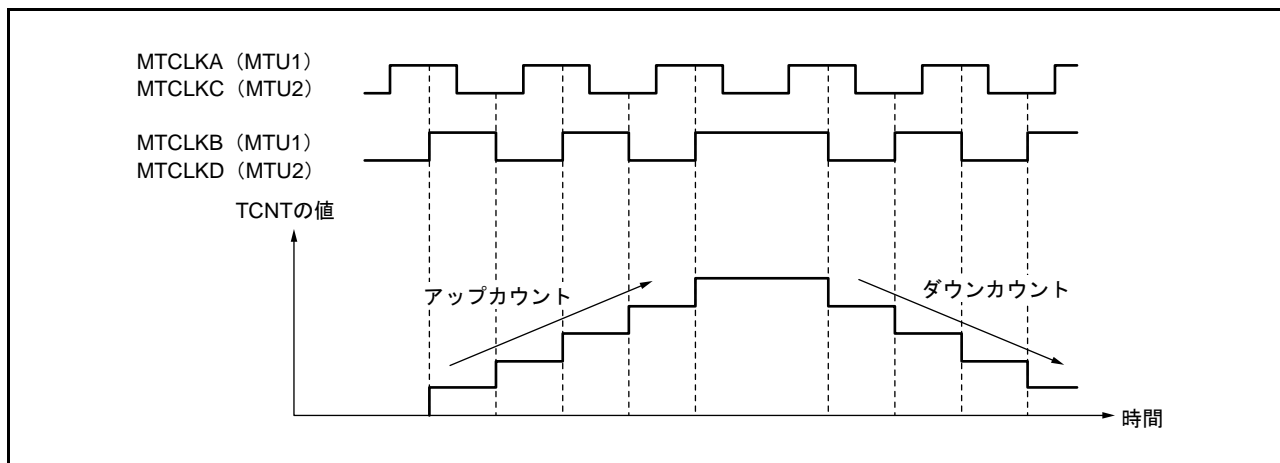 MTCLKA（MTU1）
MTCLKC（MTU2）
MTCLKB（MTU1）
MTCLKD（MTU2）
TCNTの値
アップカウント
ダウンカウント
時間